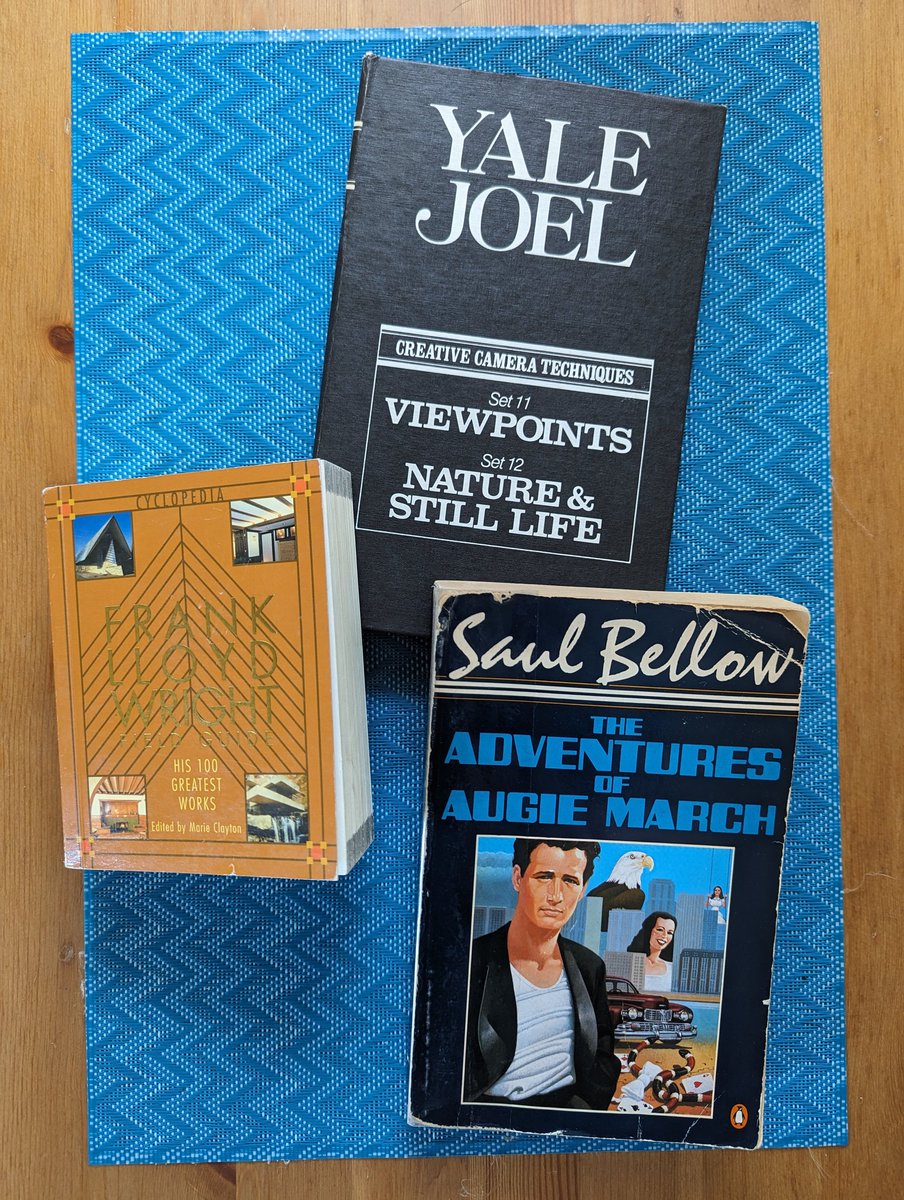 YALE
JOEL
CREATIVE CAMERA TECHNIQUES
Set 11
VIEWPOINTS
Set 12
NATURE &
STILL LIFE
CYCLOPEDIA
FRANK
LLOYD
WRIGHT
FIELD GUIDE
HIS 100
GREATEST
WORKS
Edited by Marie Clayton
Saul Bellow
THE
ADVENTURES
OF
AUGIE MARCH